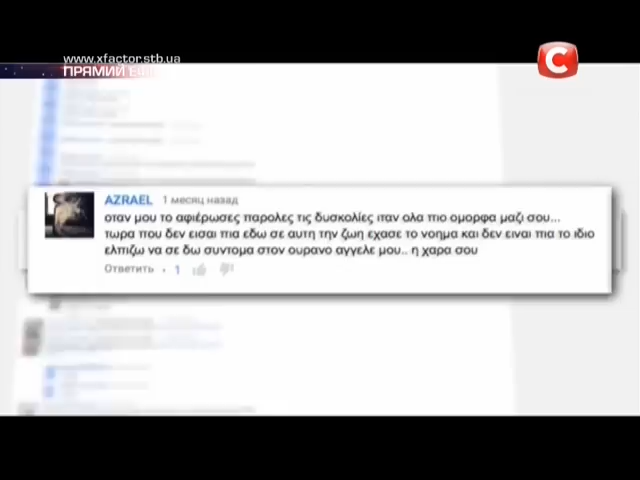 www.xfactor.stb.ua
ПРЯМИЙ
C
AZRAEL 1 месяц назад
οταν μου το αφιέρωσες παρολες τις δυσκολίες ιταν ολα πιο ομορφα μαζι σου...
τωρα που δεν εισαι πια εδω σε αυτη την ζωη εχασε το νοημα και δεν ειναι πια το ιδιο
ελπιζω να σε δω συντομα στον ουρανο αγγελε μου.. η χαρα σου
Ответить · 1